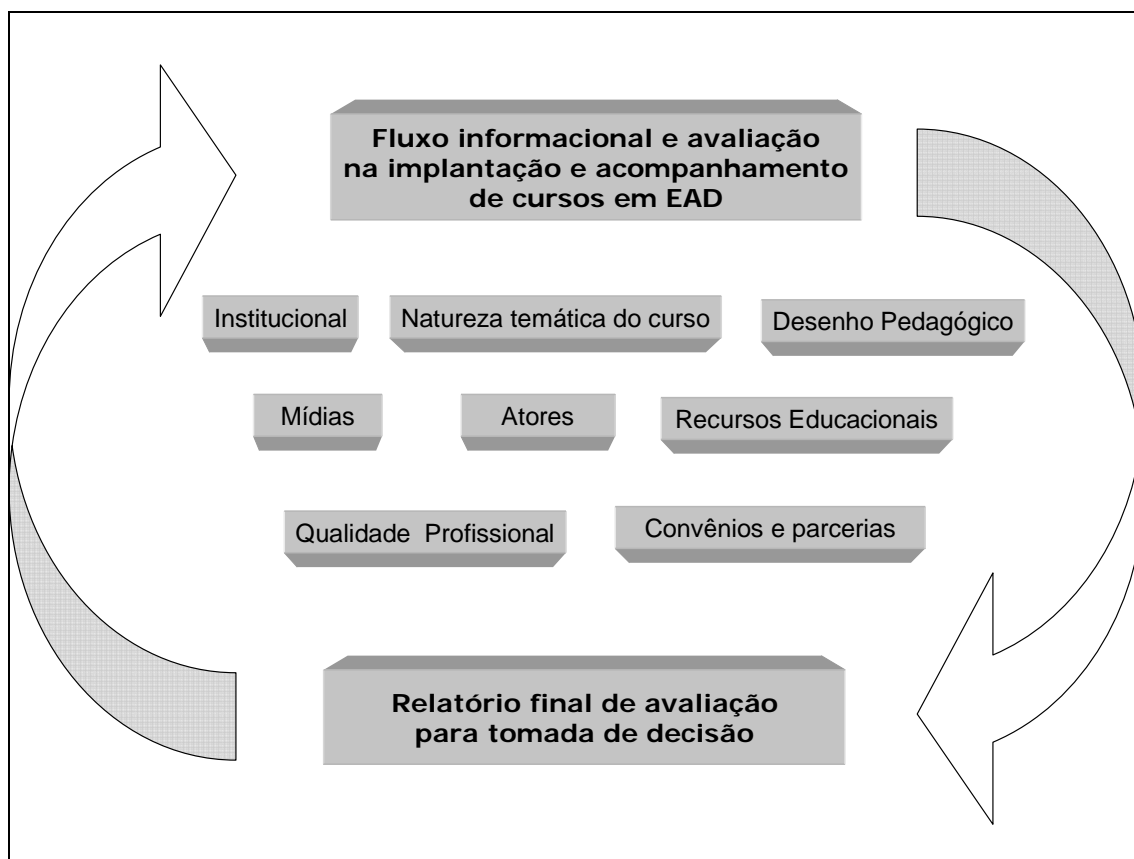 Fluxo informacional e avaliação
na implantação e acompanhamento
de cursos em EAD
Institucional
Natureza temática do curso
Desenho Pedagógico
Mídias
Atores
Recursos Educacionais
Qualidade  Profissional
Convênios e parcerias
Relatório final de avaliação
para tomada de decisão